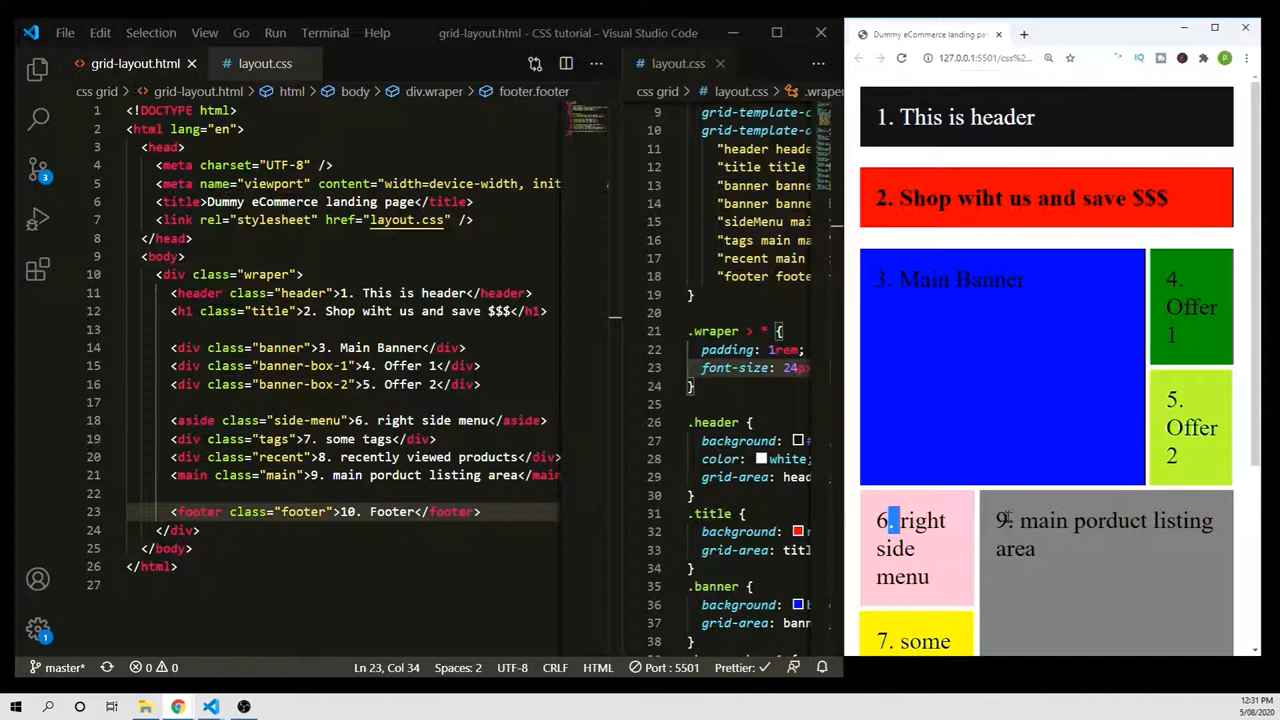 File Edit Selection View Go Run Terminal Help
grid-layout.html - CSS tutorial - Visual Studio Code
grid-layout.html
layout.css
css grid > grid-layout.html > html > body > div.wraper > footer.footer
1 <!DOCTYPE html>
2 <html lang="en">
3 <head>
4 <meta charset="UTF-8" />
5 <meta name="viewport" content="width=device-width, init
6 <title>Dummy eCommerce landing page</title>
7 <link rel="stylesheet" href="layout.css" />
8 </head>
9 <body>
10 <div class="wraper">
11 <header class="header">1. This is header</header>
12 <h1 class="title">2. Shop wiht us and save $$$</h1>
13
14 <div class="banner">3. Main Banner</div>
15 <div class="banner-box-1">4. Offer 1</div>
16 <div class="banner-box-2">5. Offer 2</div>
17
18 <aside class="side-menu">6. right side menu</aside>
19 <div class="tags">7. some tags</div>
20 <div class="recent">8. recently viewed products</div>
21 <main class="main">9. main porduct listing area</main
22
23 <footer class="footer">10. Footer</footer>
24 </div>
25 </body>
26 </html>
27
layout.css
css grid > layout.css > .wraper
9 grid-template-c
10 grid-template-a
11 "header heade
12 "title title
13 "banner banne
14 "banner banne
15 "sideMenu mai
16 "tags main ma
17 "recent main
18 "footer foote
19 }
20
21 .wraper > * {
22 padding: 1rem;
23 font-size: 24p
24 }
25
26 .header {
27 background: #
28 color: white;
29 grid-area: head
30 }
31 .title {
32 background: r
33 grid-area: titl
34 }
35 .banner {
36 background: b
37 grid-area: bann
38 }
3
1
master*
0 0
Ln 23, Col 34
Spaces: 2
UTF-8
CRLF
HTML
Port : 5501
Prettier: ✓
Dummy eCommerce landing pa
127.0.0.1:5501/css%2...
IQ
P
1. This is header
2. Shop wiht us and save $$$
3. Main Banner
4.
Offer
1
5.
Offer
2
6. right
side
menu
9. main porduct listing
area
7. some
12:31 PM
5/08/2020